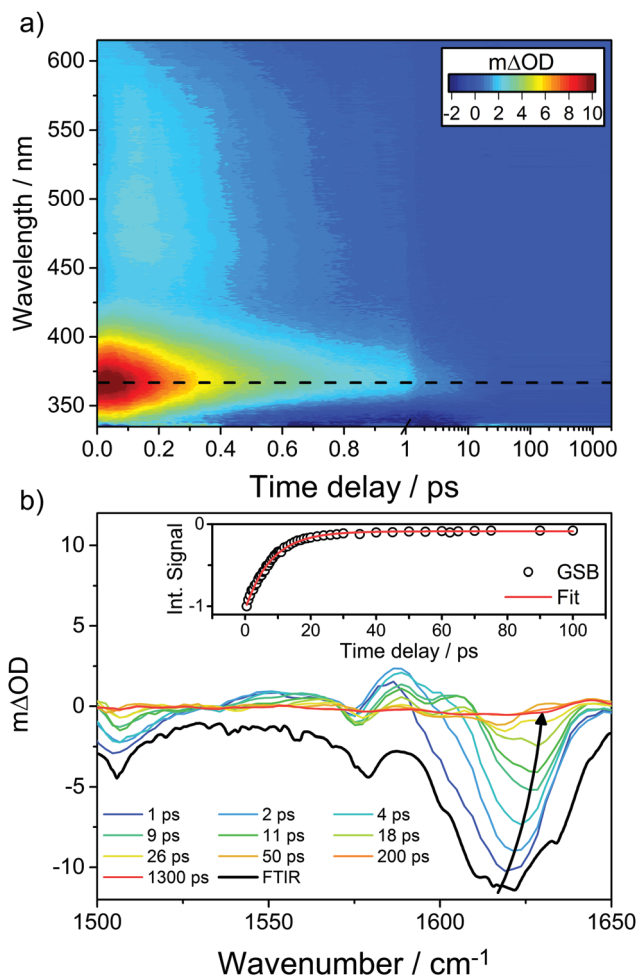 a)
mΔOD
-2 0 2 4 6 8 10
Wavelength / nm
600
550
500
450
400
350
0.0 0.2 0.4 0.6 0.8 1 1 10 100 1000
Time delay / ps
b)
mΔOD
10
5
0
-5
-10
Int. Signal
0
-1
GSB
Fit
0 20 40 60 80 100
Time delay / ps
1 ps 2 ps 4 ps
9 ps 11 ps 18 ps
26 ps 50 ps 200 ps
1300 ps FTIR
1500 1550 1600 1650
Wavenumber / cm⁻¹